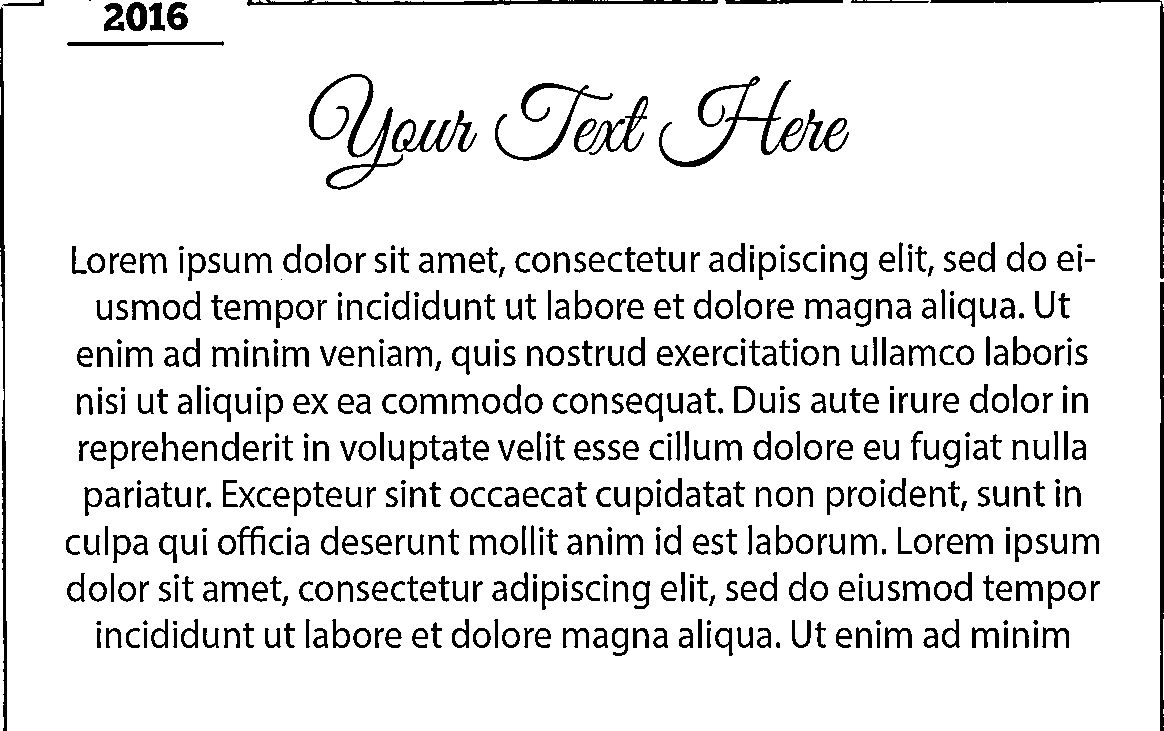 2016
Your Text Here
Lorem ipsum dolor sit amet, consectetur adipiscing elit, sed do ei-
usmod tempor incididunt ut labore et dolore magna aliqua. Ut
enim ad minim veniam, quis nostrud exercitation ullamco laboris
nisi ut aliquip ex ea commodo consequat. Duis aute irure dolor in
reprehenderit in voluptate velit esse cillum dolore eu fugiat nulla
pariatur. Excepteur sint occaecat cupidatat non proident, sunt in
culpa qui officia deserunt mollit anim id est laborum. Lorem ipsum
dolor sit amet, consectetur adipiscing elit, sed do eiusmod tempor
incididunt ut labore et dolore magna aliqua. Ut enim ad minim